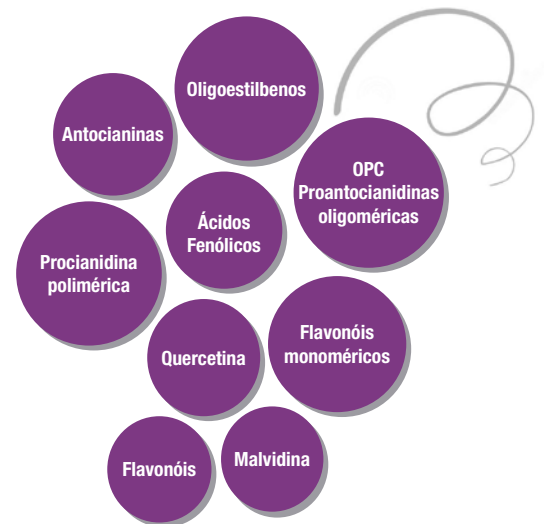 Oligoestilbenos
Antocianinas
OPC
Proantocianidinas
oligoméricas
Ácidos
Fenólicos
Procianidina
polimérica
Flavonóis
monoméricos
Quercetina
Flavonóis
Malvidina